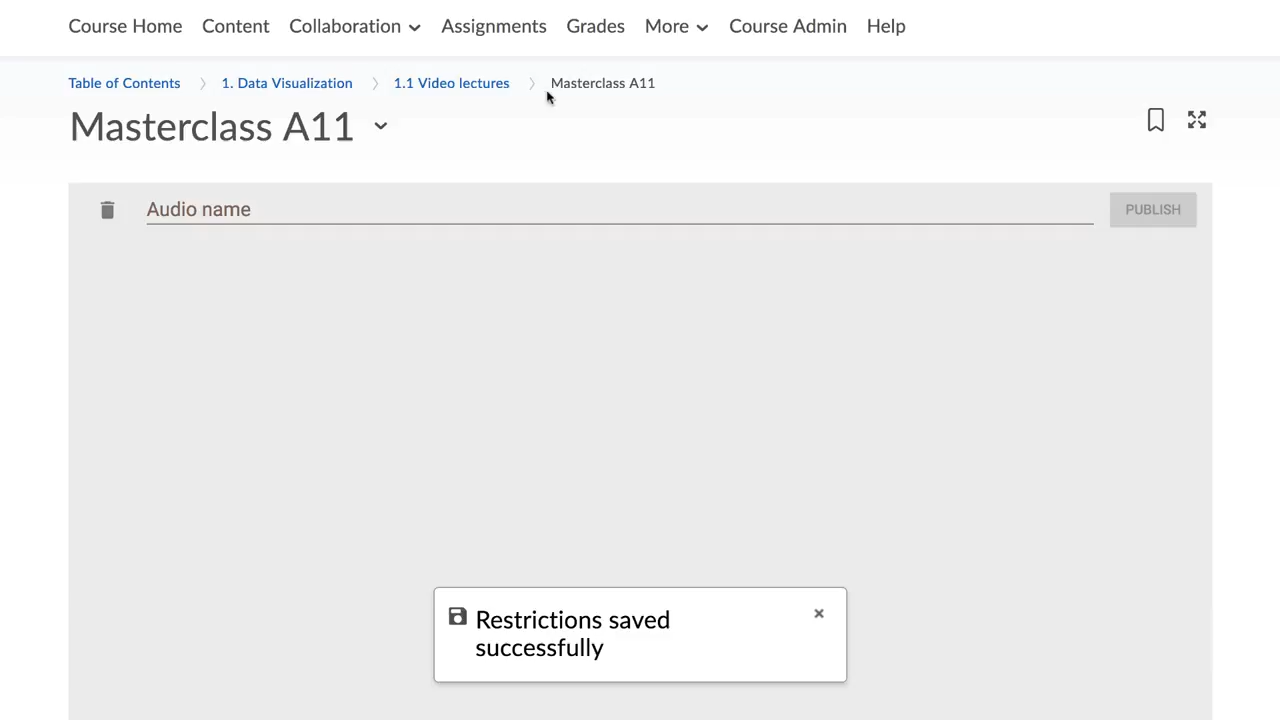 Course Home Content Collaboration Assignments Grades More Course Admin Help
Table of Contents 1. Data Visualization 1.1 Video lectures Masterclass A11
Masterclass A11
Audio name PUBLISH
Restrictions saved
successfully